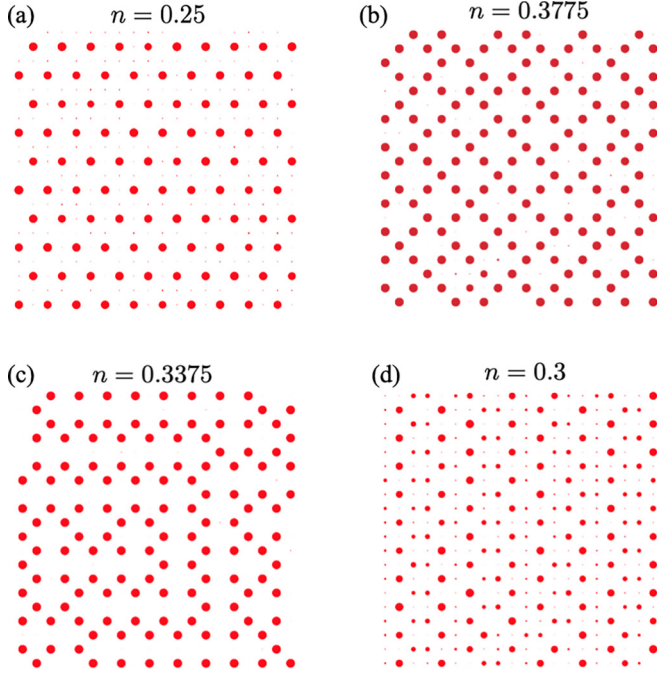 (a) n = 0.25
(b) n = 0.3775
(c) n = 0.3375
(d) n = 0.3